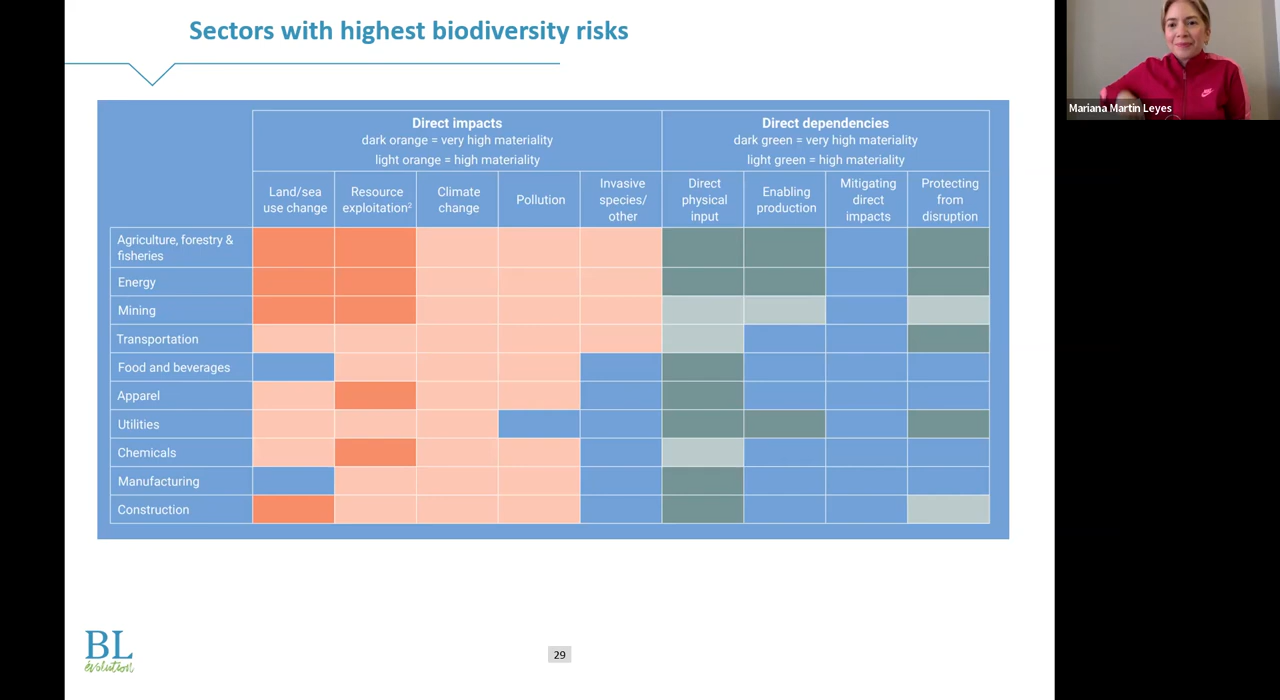 Sectors with highest biodiversity risks
Mariana Martin Leyes
Direct impacts
dark orange = very high materiality
light orange = high materiality
Direct dependencies
dark green = very high materiality
light green = high materiality
Land/sea
use change
Resource
exploitation²
Climate
change
Pollution
Invasive
species/
other
Direct
physical
input
Enabling
production
Mitigating
direct
impacts
Protecting
from
disruption
Agriculture, forestry &
fisheries
Energy
Mining
Transportation
Food and beverages
Apparel
Utilities
Chemicals
Manufacturing
Construction
BL
évolution
29